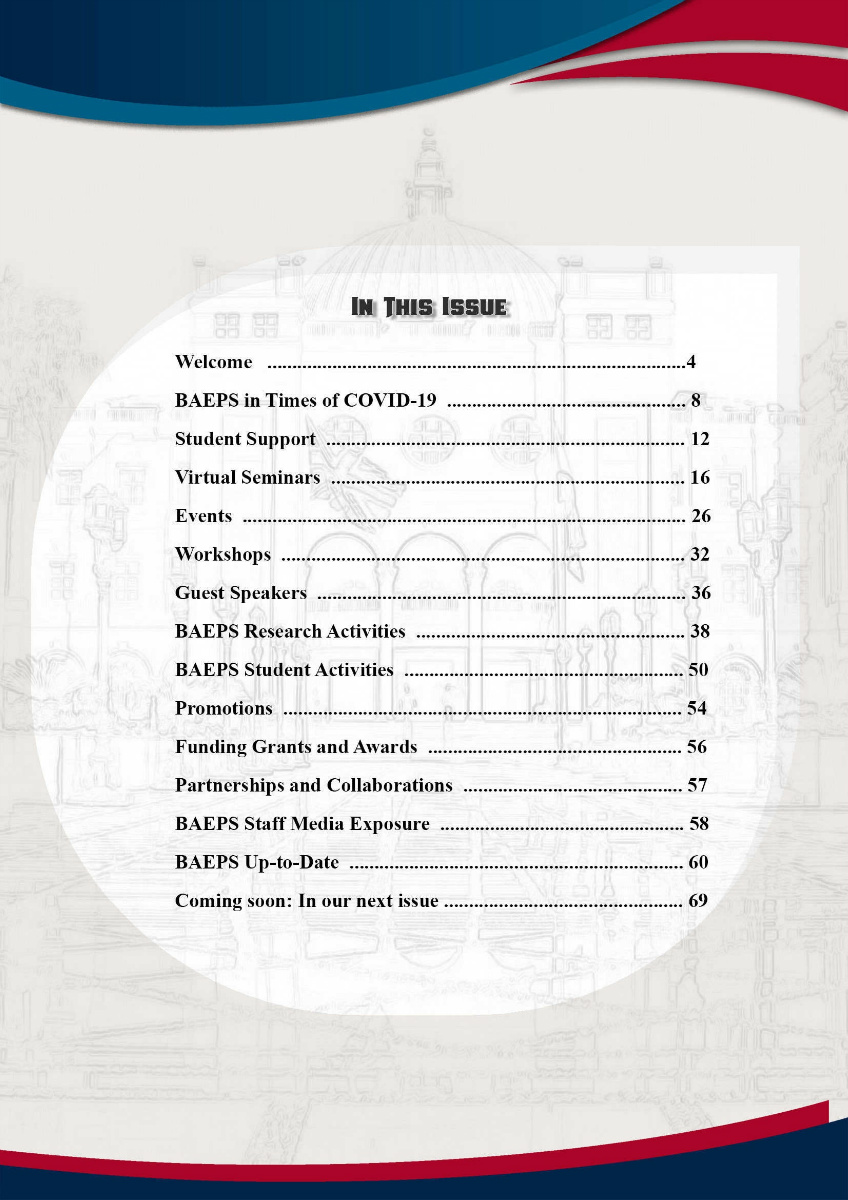 In This Issue
Welcome ....................................................................................4
BAEPS in Times of COVID-19 ................................................ 8
Student Support ........................................................................ 12
Virtual Seminars ....................................................................... 16
Events ......................................................................................... 26
Workshops ................................................................................. 32
Guest Speakers .......................................................................... 36
BAEPS Research Activities ...................................................... 38
BAEPS Student Activities ........................................................ 50
Promotions ................................................................................ 54
Funding Grants and Awards ................................................... 56
Partnerships and Collaborations ............................................ 57
BAEPS Staff Media Exposure ................................................. 58
BAEPS Up-to-Date ................................................................... 60
Coming soon: In our next issue ................................................ 69